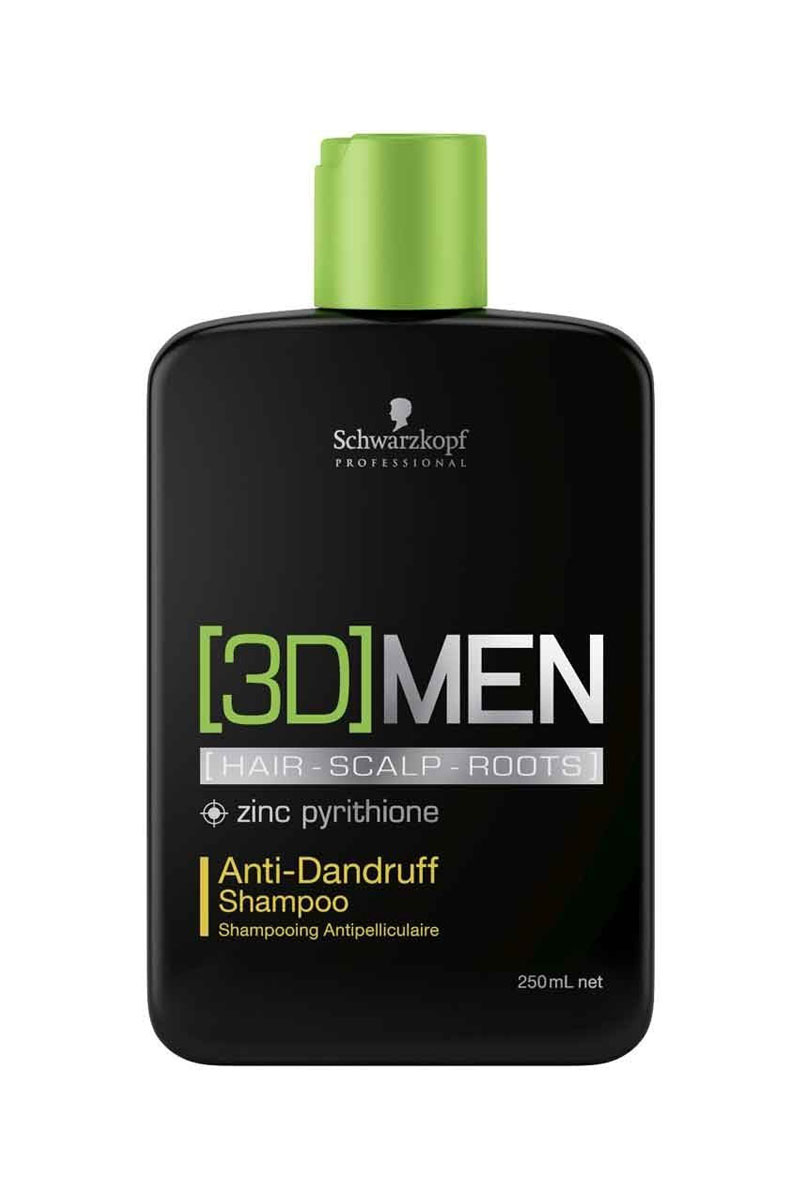 Schwarzkopf
PROFESSIONAL
[3D]MEN
[HAIR-SCALP-ROOTS]
zinc pyrithione
Anti-Dandruff
Shampoo
Shampooing Antipelliculaire
250mL net